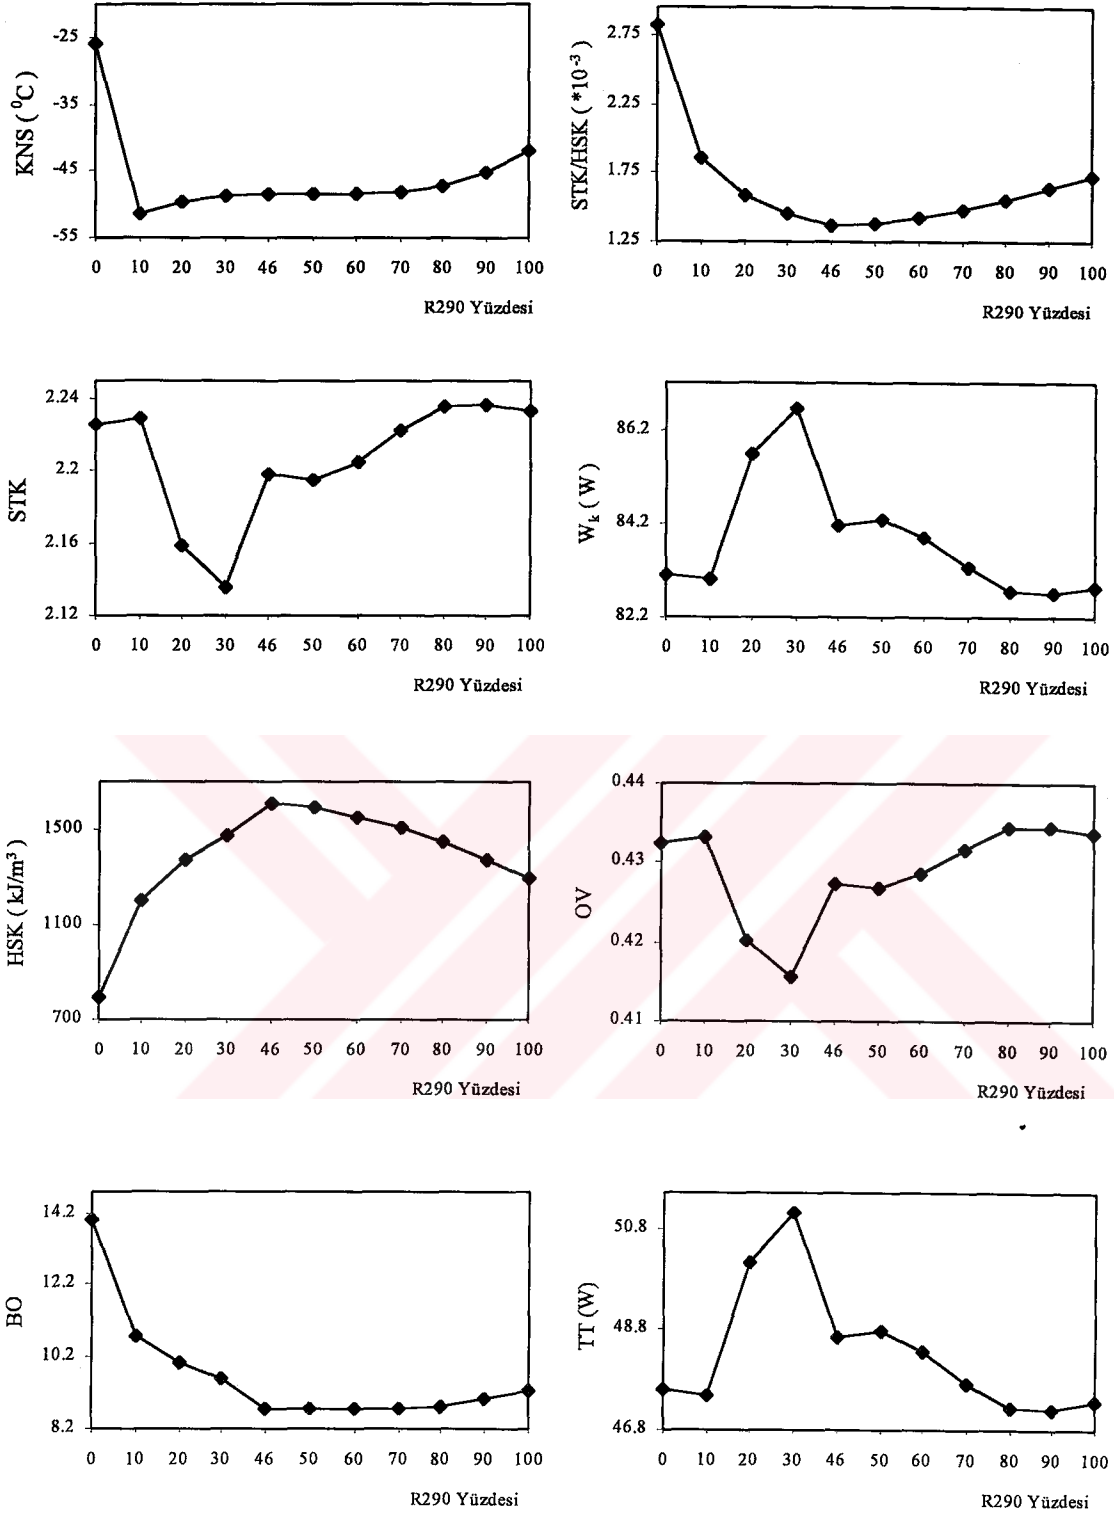 KNS ( ⁰C )
-25
-35
-45
-55
0 10 20 30 46 50 60 70 80 90 100
R290 Yüzdesi
STK/HSK ( *10⁻³ )
2.75
2.25
1.75
1.25
0 10 20 30 46 50 60 70 80 90 100
R290 Yüzdesi
STK
2.24
2.2
2.16
2.12
0 10 20 30 46 50 60 70 80 90 100
R290 Yüzdesi
Wₖ ( W )
86.2
84.2
82.2
0 10 20 30 46 50 60 70 80 90 100
R290 Yüzdesi
HSK ( kJ/m³ )
1500
1100
700
0 10 20 30 46 50 60 70 80 90 100
R290 Yüzdesi
OV
0.44
0.43
0.42
0.41
0 10 20 30 46 50 60 70 80 90 100
R290 Yüzdesi
BO
14.2
12.2
10.2
8.2
0 10 20 30 46 50 60 70 80 90 100
R290 Yüzdesi
TT (W)
50.8
48.8
46.8
0 10 20 30 46 50 60 70 80 90 100
R290 Yüzdesi